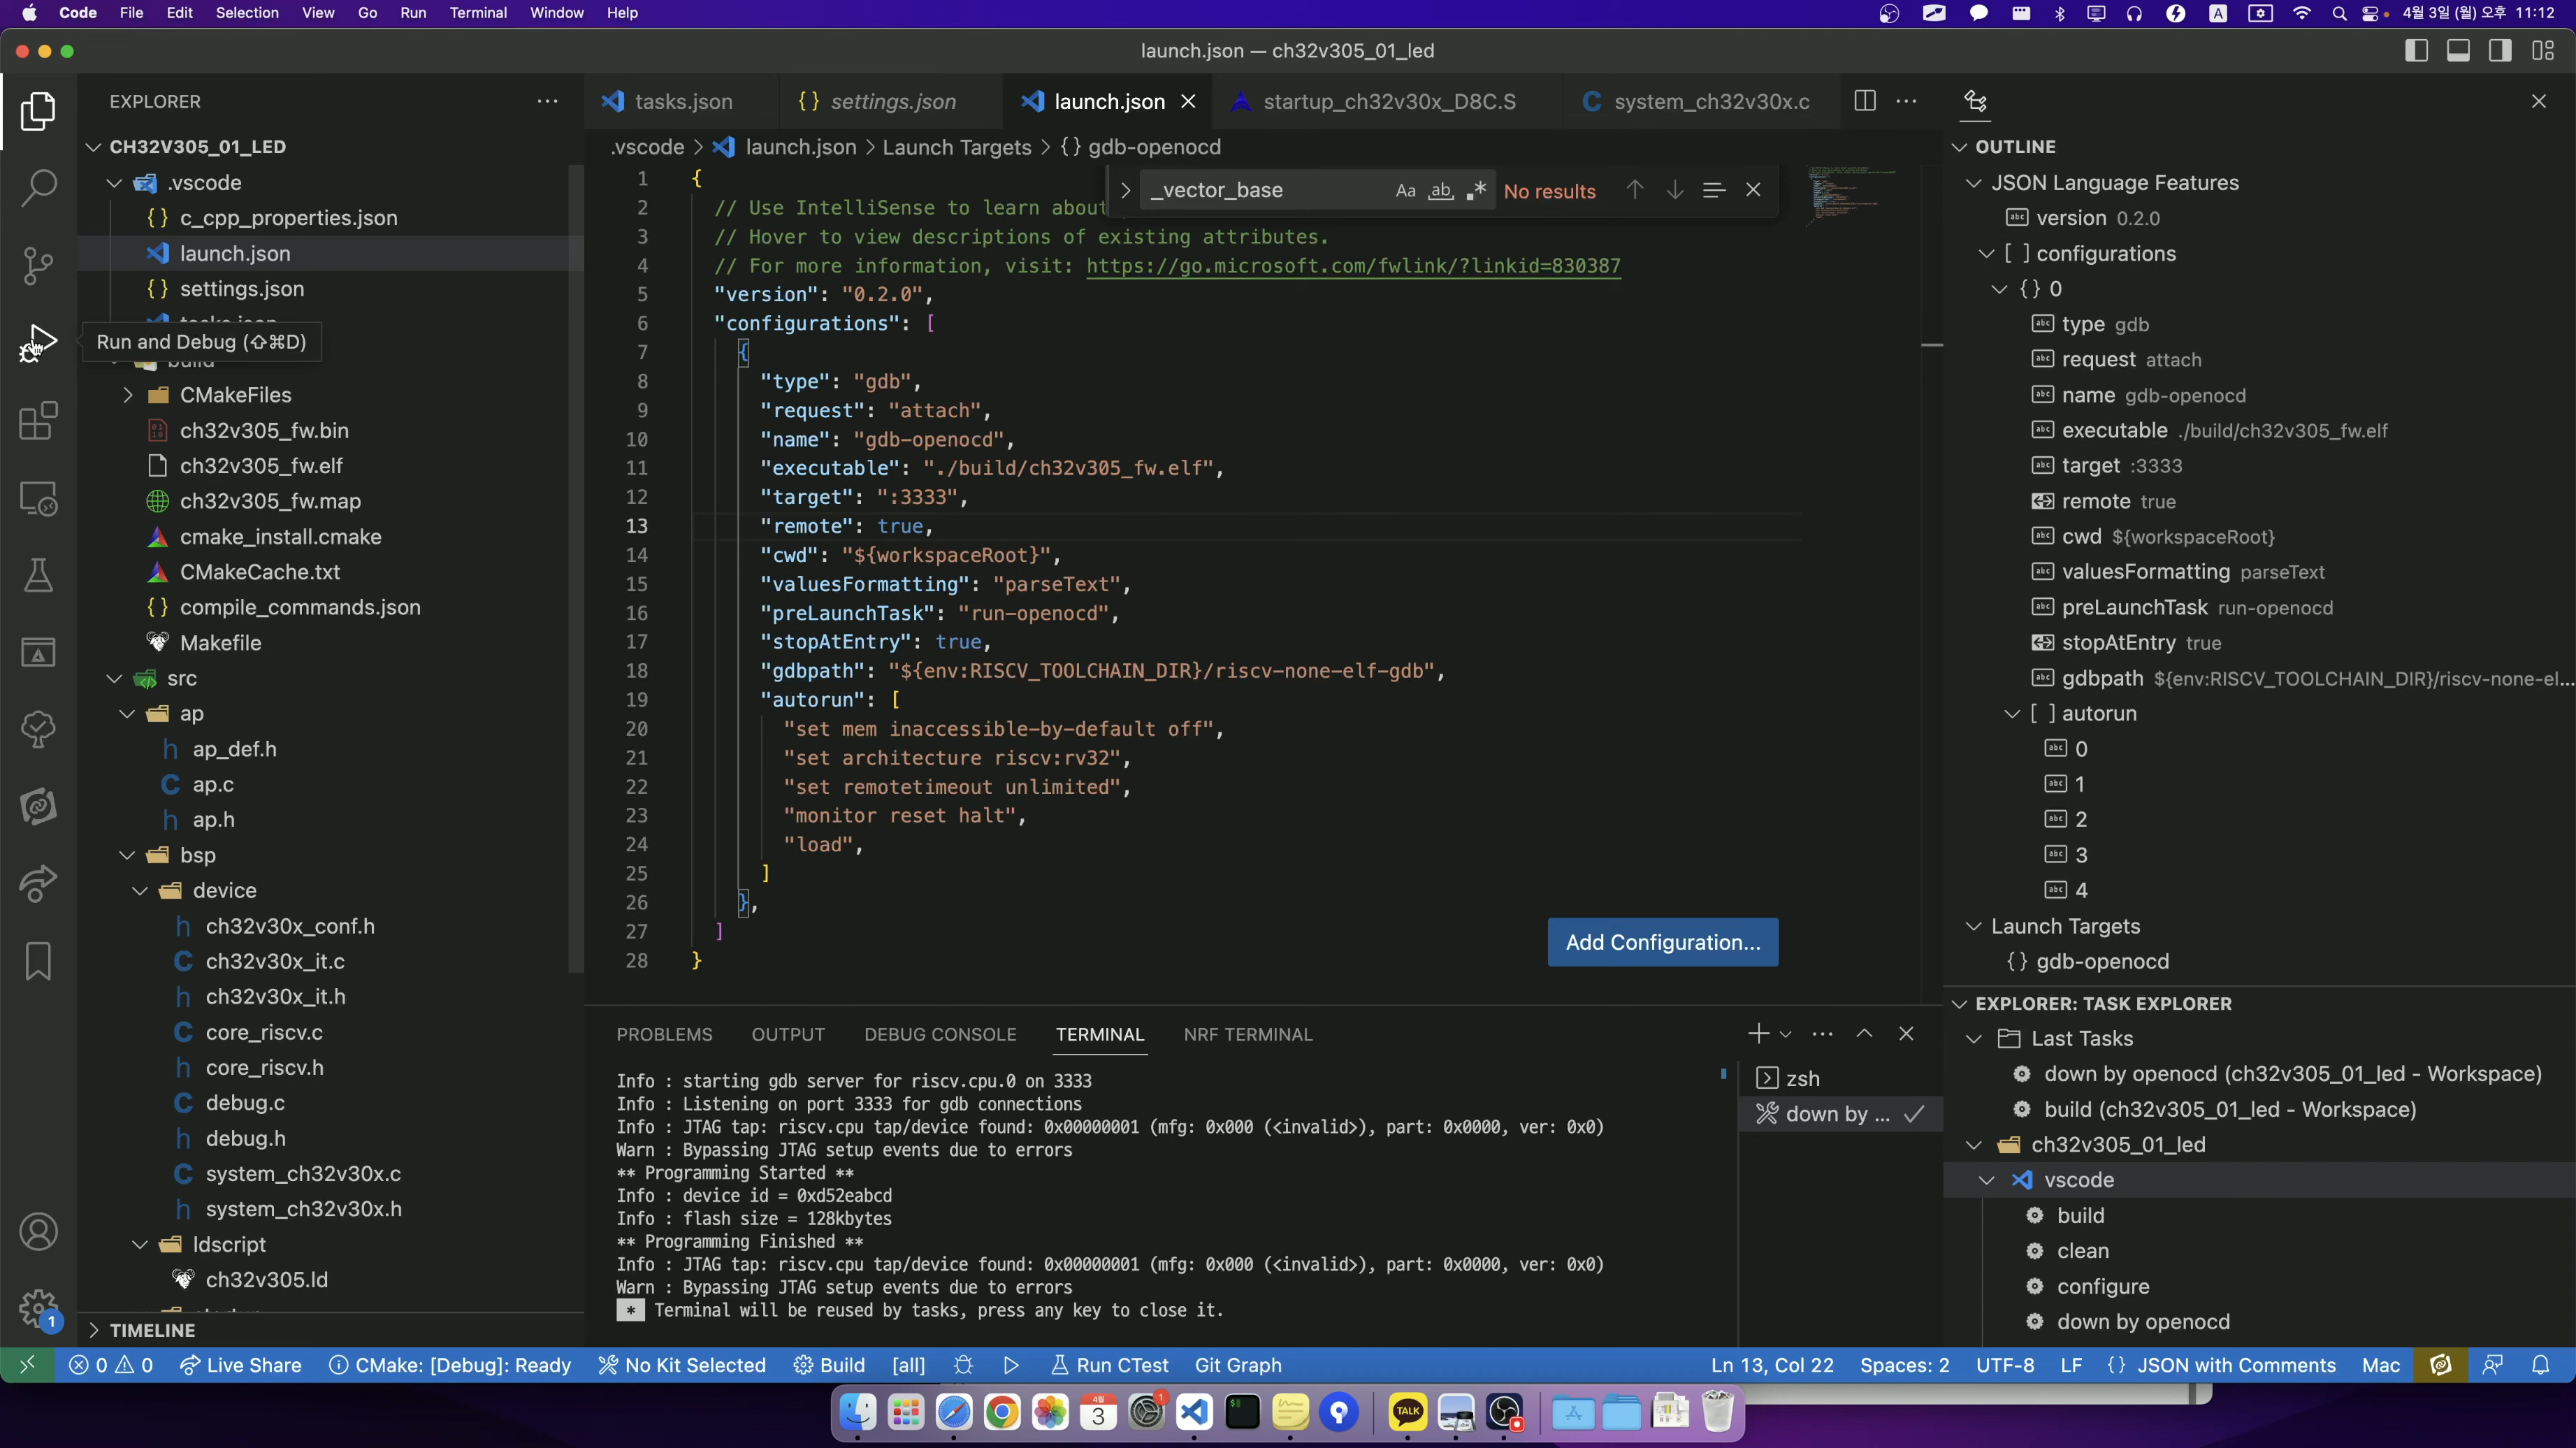 Code File Edit Selection View Go Run Terminal Window Help
A
4월 3일 (월) 오후 11:12
launch.json — ch32v305_01_led
EXPLORER
CH32V305_01_LED
.vscode
c_cpp_properties.json
launch.json
settings.json
Run and Debug (⇧⌘D)
CMakeFiles
ch32v305_fw.bin
ch32v305_fw.elf
ch32v305_fw.map
cmake_install.cmake
CMakeCache.txt
compile_commands.json
Makefile
src
ap
ap_def.h
ap.c
ap.h
bsp
device
ch32v30x_conf.h
ch32v30x_it.c
ch32v30x_it.h
core_riscv.c
core_riscv.h
debug.c
debug.h
system_ch32v30x.c
system_ch32v30x.h
ldscript
ch32v305.ld
TIMELINE
1
tasks.json
settings.json
launch.json
startup_ch32v30x_D8C.S
system_ch32v30x.c
.vscode > launch.json > Launch Targets > {} gdb-openocd
_vector_base
Aa ab .*
No results
1 {
2 // Use IntelliSense to learn about
3 // Hover to view descriptions of existing attributes.
4 // For more information, visit: https://go.microsoft.com/fwlink/?linkid=830387
5 "version": "0.2.0",
6 "configurations": [
7 {
8 "type": "gdb",
9 "request": "attach",
10 "name": "gdb-openocd",
11 "executable": "./build/ch32v305_fw.elf",
12 "target": ":3333",
13 "remote": true,
14 "cwd": "${workspaceRoot}",
15 "valuesFormatting": "parseText",
16 "preLaunchTask": "run-openocd",
17 "stopAtEntry": true,
18 "gdbpath": "${env:RISCV_TOOLCHAIN_DIR}/riscv-none-elf-gdb",
19 "autorun": [
20 "set mem inaccessible-by-default off",
21 "set architecture riscv:rv32",
22 "set remotetimeout unlimited",
23 "monitor reset halt",
24 "load",
25 ]
26 },
27 ]
28 }
Add Configuration...
PROBLEMS OUTPUT DEBUG CONSOLE TERMINAL NRF TERMINAL
Info : starting gdb server for riscv.cpu.0 on 3333
Info : Listening on port 3333 for gdb connections
Info : JTAG tap: riscv.cpu tap/device found: 0x00000001 (mfg: 0x000 (<invalid>), part: 0x0000, ver: 0x0)
Warn : Bypassing JTAG setup events due to errors
** Programming Started **
Info : device id = 0xd52eabcd
Info : flash size = 128kbytes
** Programming Finished **
Info : JTAG tap: riscv.cpu tap/device found: 0x00000001 (mfg: 0x000 (<invalid>), part: 0x0000, ver: 0x0)
Warn : Bypassing JTAG setup events due to errors
* Terminal will be reused by tasks, press any key to close it.
zsh
down by ...
OUTLINE
JSON Language Features
version 0.2.0
[ ] configurations
{} 0
type gdb
request attach
name gdb-openocd
executable ./build/ch32v305_fw.elf
target :3333
remote true
cwd ${workspaceRoot}
valuesFormatting parseText
preLaunchTask run-openocd
stopAtEntry true
gdbpath ${env:RISCV_TOOLCHAIN_DIR}/riscv-none-el...
[ ] autorun
0
1
2
3
4
Launch Targets
{} gdb-openocd
EXPLORER: TASK EXPLORER
Last Tasks
down by openocd (ch32v305_01_led - Workspace)
build (ch32v305_01_led - Workspace)
ch32v305_01_led
vscode
build
clean
configure
down by openocd
0 0 Live Share CMake: [Debug]: Ready No Kit Selected Build [all] Run CTest Git Graph
Ln 13, Col 22 Spaces: 2 UTF-8 LF {} JSON with Comments Mac
4월
3
1
$
TALK